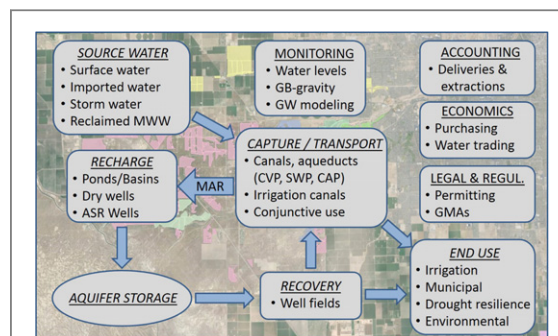 SOURCE WATER
• Surface water
• Imported water
• Storm water
• Reclaimed MWW
MONITORING
• Water levels
• GB-gravity
• GW modeling
ACCOUNTING
• Deliveries &
extractions
ECONOMICS
• Purchasing
• Water trading
CAPTURE / TRANSPORT
• Canals, aqueducts
(CVP, SWP, CAP)
• Irrigation canals
• Conjunctive use
RECHARGE
• Ponds/Basins
• Dry wells
• ASR Wells
MAR
LEGAL & REGUL.
• Permitting
• GMAs
AQUIFER STORAGE
RECOVERY
• Well fields
END USE
• Irrigation
• Municipal
• Drought resilience
• Environmental